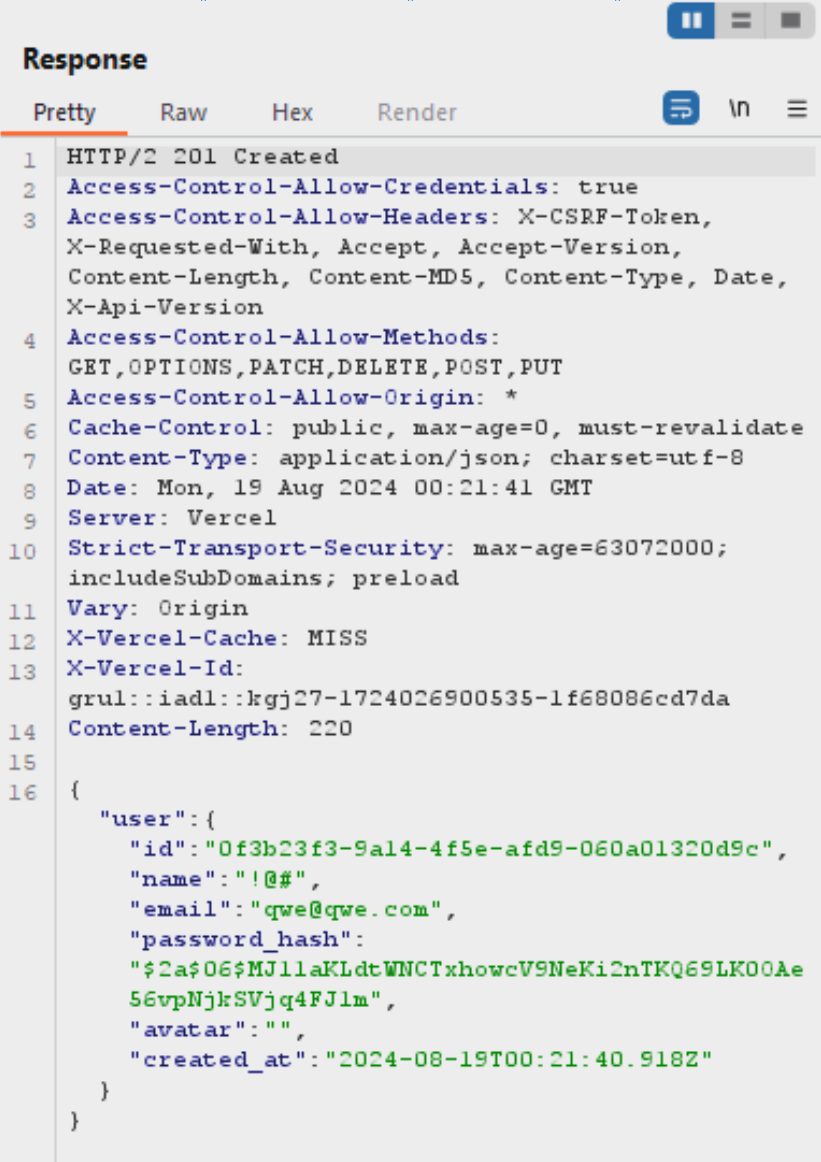 Response
Pretty Raw Hex Render \n
1 HTTP/2 201 Created
2 Access-Control-Allow-Credentials: true
3 Access-Control-Allow-Headers: X-CSRF-Token,
X-Requested-With, Accept, Accept-Version,
Content-Length, Content-MD5, Content-Type, Date,
X-Api-Version
4 Access-Control-Allow-Methods:
GET,OPTIONS,PATCH,DELETE,POST,PUT
5 Access-Control-Allow-Origin: *
6 Cache-Control: public, max-age=0, must-revalidate
7 Content-Type: application/json; charset=utf-8
8 Date: Mon, 19 Aug 2024 00:21:41 GMT
9 Server: Vercel
10 Strict-Transport-Security: max-age=63072000;
includeSubDomains; preload
11 Vary: Origin
12 X-Vercel-Cache: MISS
13 X-Vercel-Id:
gru1::iad1::kgj27-1724026900535-1f68086cd7da
14 Content-Length: 220
15
16 {
"user":{
"id":"0f3b23f3-9a14-4f5e-afd9-060a01320d9c",
"name":"!@#",
"email":"qwe@qwe.com",
"password_hash":
"$2a$06$MJ11aKLdtWNCTxhowcV9NeKi2nTKQ69LK00Ae
56vpNjkSVjq4FJ1m",
"avatar":"",
"created_at":"2024-08-19T00:21:40.918Z"
}
}